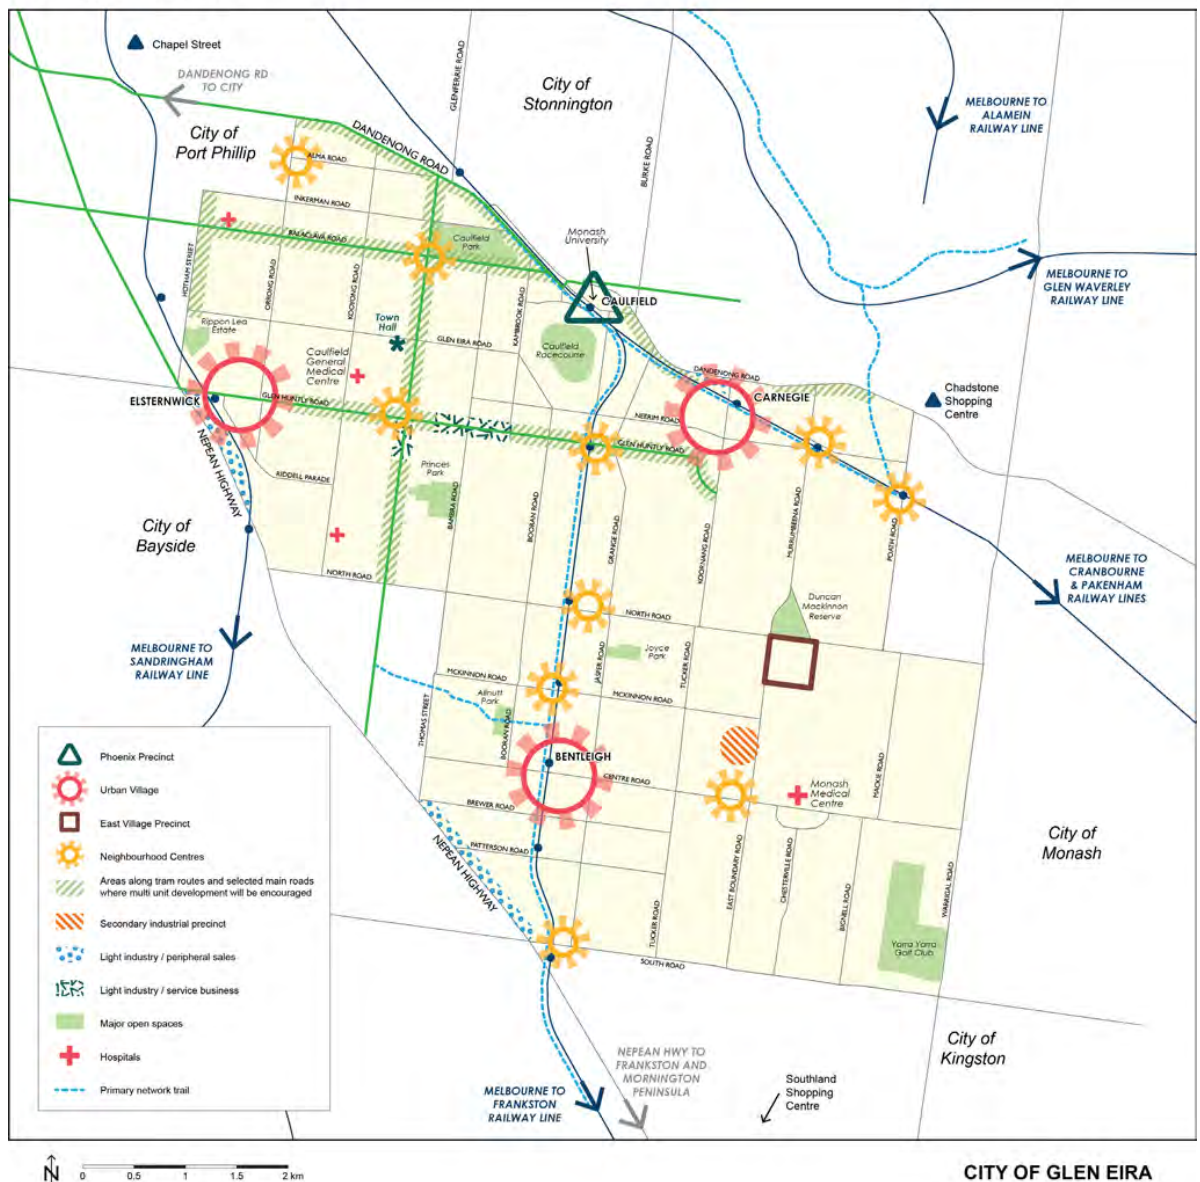 Chapel Street
DANDENONG RD
TO CITY
City of
Port Phillip
GLENFERRIE ROAD
City of
Stonnington
BURKE ROAD
MELBOURNE TO
ALAMEIN
RAILWAY LINE
DANDENONG ROAD
ALMA ROAD
INKERMAN ROAD
BALACLAVA ROAD
Caulfield
Park
Monash
University
CAULFIELD
MELBOURNE TO
GLEN WAVERLEY
RAILWAY LINE
HOTHAM STREET
ORRONG ROAD
KOOYONG ROAD
KAMBROOK ROAD
Rippon Lea
Estate
Town
Hall
GLEN EIRA ROAD
Caulfield
Racecourse
Caulfield
General
Medical
Centre
DANDENONG ROAD
CARNEGIE
Chadstone
Shopping
Centre
ELSTERNWICK
GLEN HUNTLY ROAD
NEERIM ROAD
GLEN HUNTLY ROAD
NEPEAN HIGHWAY
RIDDELL PARADE
Princes
Park
BAMBRA ROAD
BOORAN ROAD
GRANGE ROAD
KOORNANG ROAD
MURRUMBEENA ROAD
POATH ROAD
City of
Bayside
NORTH ROAD
MELBOURNE TO
CRANBOURNE
& PAKENHAM
RAILWAY LINES
Duncan
Mackinnon
Reserve
NORTH ROAD
MELBOURNE TO
SANDRINGHAM
RAILWAY LINE
JASPER ROAD
Joyce
Park
TUCKER ROAD
MCKINNON ROAD
MCKINNON ROAD
THOMAS STREET
Allnutt
Park
BOORAN ROAD
BENTLEIGH
CENTRE ROAD
MACKIE ROAD
Monash
Medical
Centre
BREWER ROAD
PATTERSON ROAD
NEPEAN HIGHWAY
TUCKER ROAD
EAST BOUNDARY ROAD
CHESTERVILLE ROAD
BIGNELL ROAD
WARRIGAL ROAD
City of
Monash
Yarra Yarra
Golf Club
SOUTH ROAD
City of
Kingston
NEPEAN HWY TO
FRANKSTON AND
MORNINGTON
PENINSULA
Southland
Shopping
Centre
MELBOURNE TO
FRANKSTON
RAILWAY LINE
Phoenix Precinct
Urban Village
East Village Precinct
Neighbourhood Centres
Areas along tram routes and selected main roads
where multi unit development will be encouraged
Secondary industrial precinct
Light industry / peripheral sales
Light industry / service business
Major open spaces
Hospitals
Primary network trail
N
0 0.5 1 1.5 2 km
CITY OF GLEN EIRA